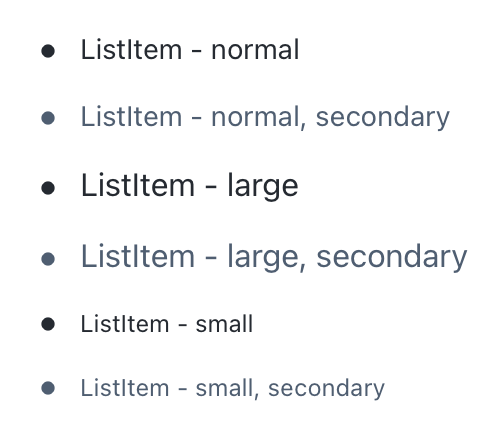 ListItem - normal
ListItem - normal, secondary
ListItem - large
ListItem - large, secondary
ListItem - small
ListItem - small, secondary